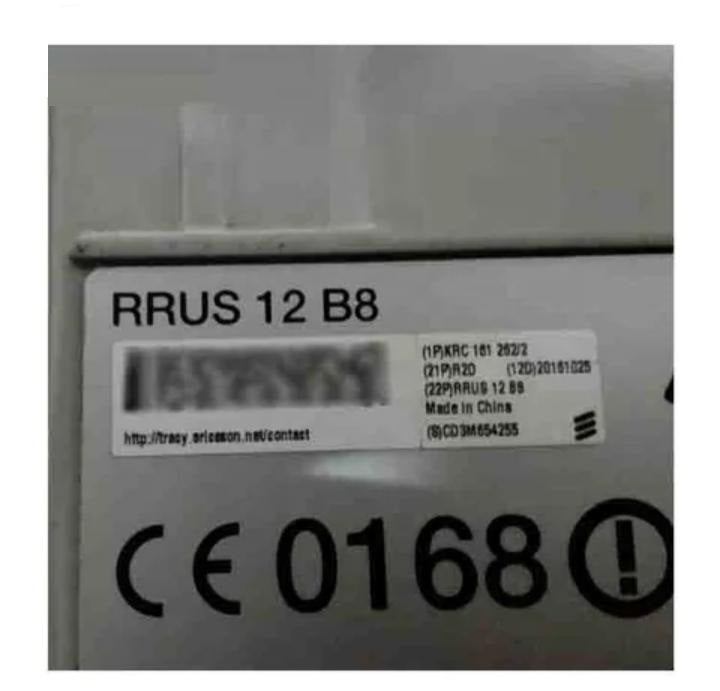 RRUS 12 B8
(1P)KRC 161 262/2
(21P)R2D (12D)20161025
(22P)RRUS 12 B8
Made in China
(S)CD3M654255
http://tracy.ericsson.net/contact
CE 0168